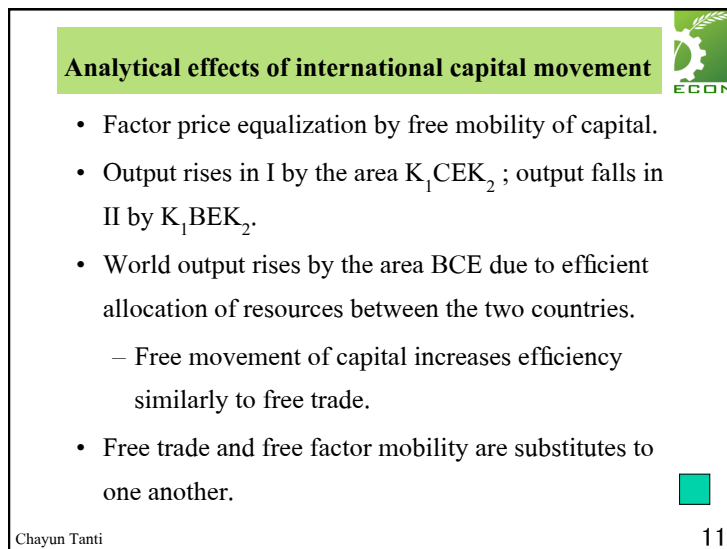 Analytical effects of international capital movement
ECON
• Factor price equalization by free mobility of capital.
• Output rises in I by the area K₁CEK₂ ; output falls in
II by K₁BEK₂.
• World output rises by the area BCE due to efficient
allocation of resources between the two countries.
– Free movement of capital increases efficiency
similarly to free trade.
• Free trade and free factor mobility are substitutes to
one another.
Chayun Tanti
11